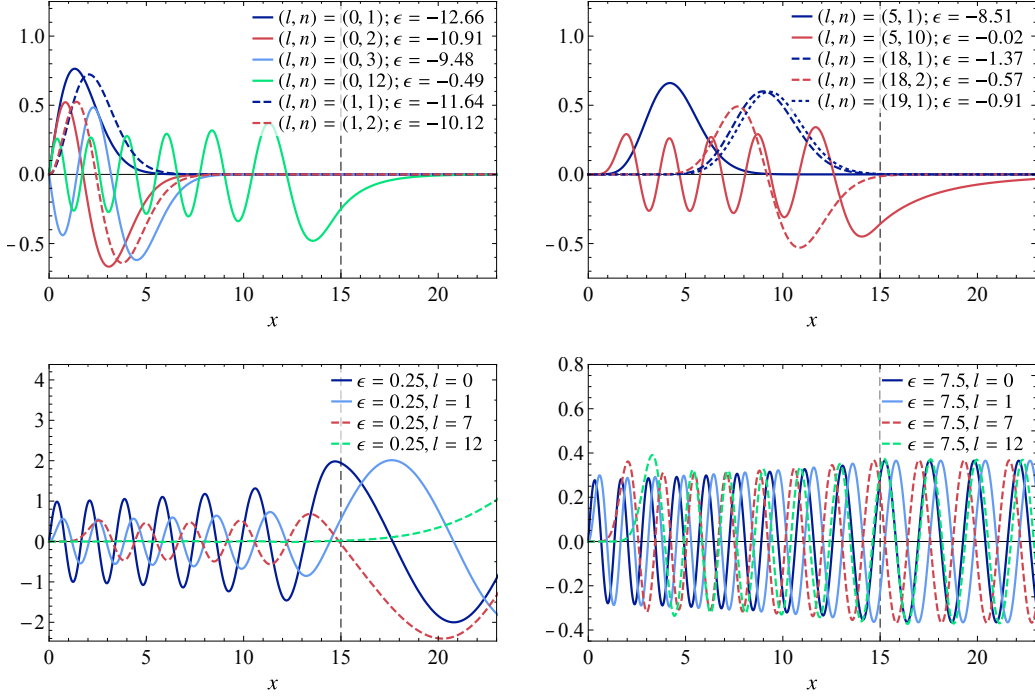 (l, n) = (0, 1); ϵ = −12.66
(l, n) = (0, 2); ϵ = −10.91
(l, n) = (0, 3); ϵ = −9.48
(l, n) = (0, 12); ϵ = −0.49
(l, n) = (1, 1); ϵ = −11.64
(l, n) = (1, 2); ϵ = −10.12
1.0
0.5
0.0
−0.5
0 5 10 15 20
x
(l, n) = (5, 1); ϵ = −8.51
(l, n) = (5, 10); ϵ = −0.02
(l, n) = (18, 1); ϵ = −1.37
(l, n) = (18, 2); ϵ = −0.57
(l, n) = (19, 1); ϵ = −0.91
1.0
0.5
0.0
−0.5
0 5 10 15 20
x
ϵ = 0.25, l = 0
ϵ = 0.25, l = 1
ϵ = 0.25, l = 7
ϵ = 0.25, l = 12
4
3
2
1
0
−1
−2
0 5 10 15 20
x
ϵ = 7.5, l = 0
ϵ = 7.5, l = 1
ϵ = 7.5, l = 7
ϵ = 7.5, l = 12
0.8
0.6
0.4
0.2
0.0
−0.2
−0.4
0 5 10 15 20
x